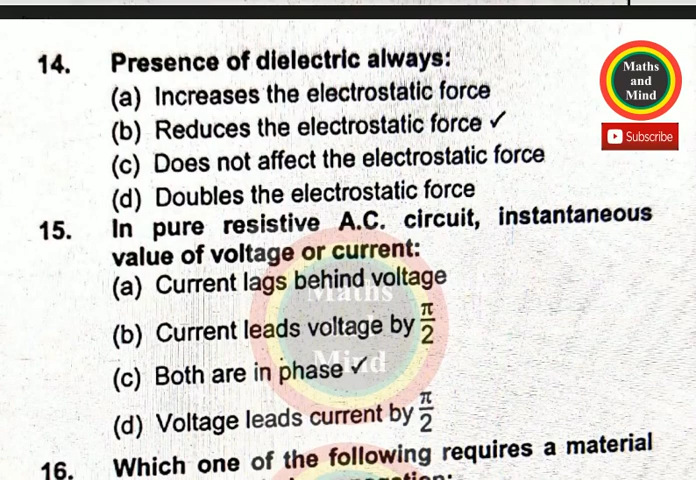 14. Presence of dielectric always:
(a) Increases the electrostatic force
(b) Reduces the electrostatic force ✓
(c) Does not affect the electrostatic force
(d) Doubles the electrostatic force
15. In pure resistive A.C. circuit, instantaneous
value of voltage or current:
(a) Current lags behind voltage
(b) Current leads voltage by π/2
(c) Both are in phase ✓
(d) Voltage leads current by π/2
16. Which one of the following requires a material
Maths
and
Mind
Subscribe
Maths
Mind